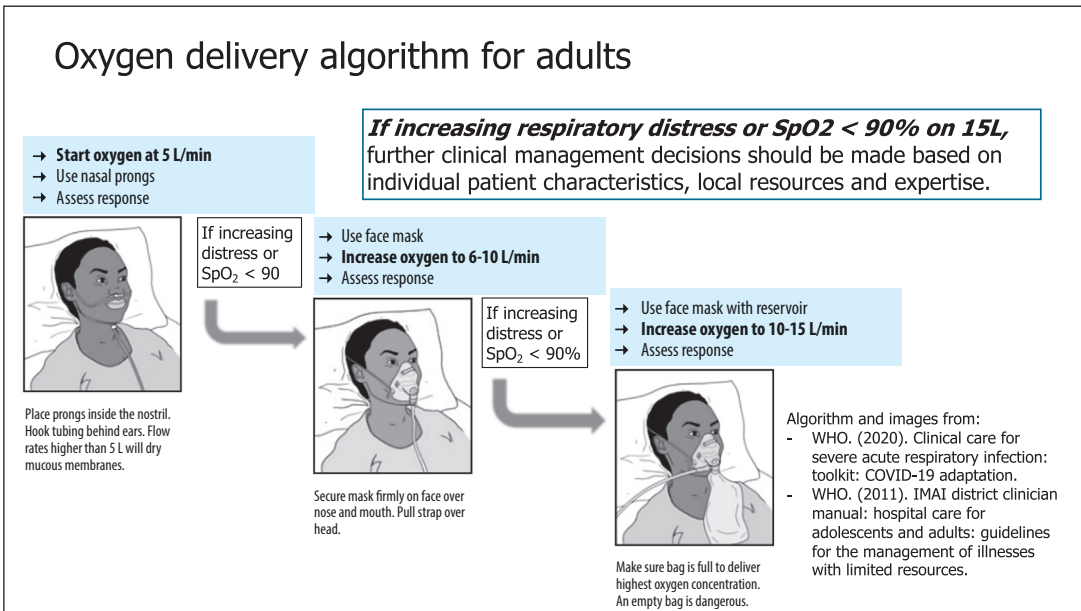 Oxygen delivery algorithm for adults
If increasing respiratory distress or SpO2 < 90% on 15L,
further clinical management decisions should be made based on
individual patient characteristics, local resources and expertise.
→ Start oxygen at 5 L/min
→ Use nasal prongs
→ Assess response
If increasing
distress or
SpO₂ < 90
Place prongs inside the nostril.
Hook tubing behind ears. Flow
rates higher than 5 L will dry
mucous membranes.
→ Use face mask
→ Increase oxygen to 6-10 L/min
→ Assess response
If increasing
distress or
SpO₂ < 90%
Secure mask firmly on face over
nose and mouth. Pull strap over
head.
→ Use face mask with reservoir
→ Increase oxygen to 10-15 L/min
→ Assess response
Make sure bag is full to deliver
highest oxygen concentration.
An empty bag is dangerous.
Algorithm and images from:
- WHO. (2020). Clinical care for
severe acute respiratory infection:
toolkit: COVID-19 adaptation.
- WHO. (2011). IMAI district clinician
manual: hospital care for
adolescents and adults: guidelines
for the management of illnesses
with limited resources.